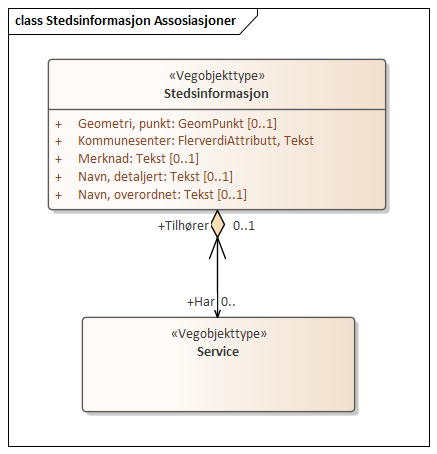 class Stedsinformasjon Assosiasjoner
«Vegobjekttype»
Stedsinformasjon
+ Geometri, punkt: GeomPunkt [0..1]
+ Kommunesenter: FlerverdiAttributt, Tekst
+ Merknad: Tekst [0..1]
+ Navn, detaljert: Tekst [0..1]
+ Navn, overordnet: Tekst [0..1]
+Tilhører 0..1
+Har 0..
«Vegobjekttype»
Service